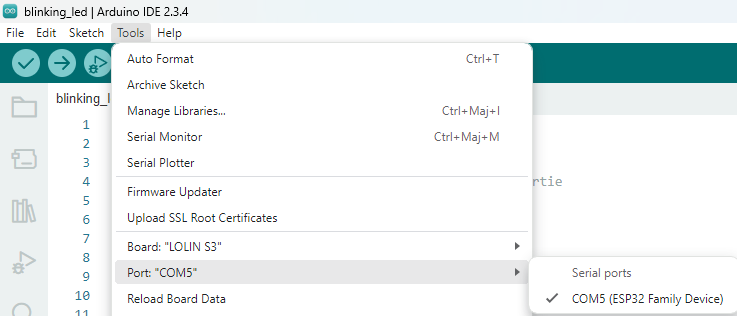 blinking_led | Arduino IDE 2.3.4
File Edit Sketch Tools Help
Auto Format Ctrl+T
Archive Sketch
blinking_l
Manage Libraries... Ctrl+Maj+I
1
Serial Monitor Ctrl+Maj+M
2
Serial Plotter
3
4
rtie
Firmware Updater
5
Upload SSL Root Certificates
6
7
Board: "LOLIN S3"
8
Port: "COM5"
Serial ports
9
Reload Board Data
COM5 (ESP32 Family Device)
10